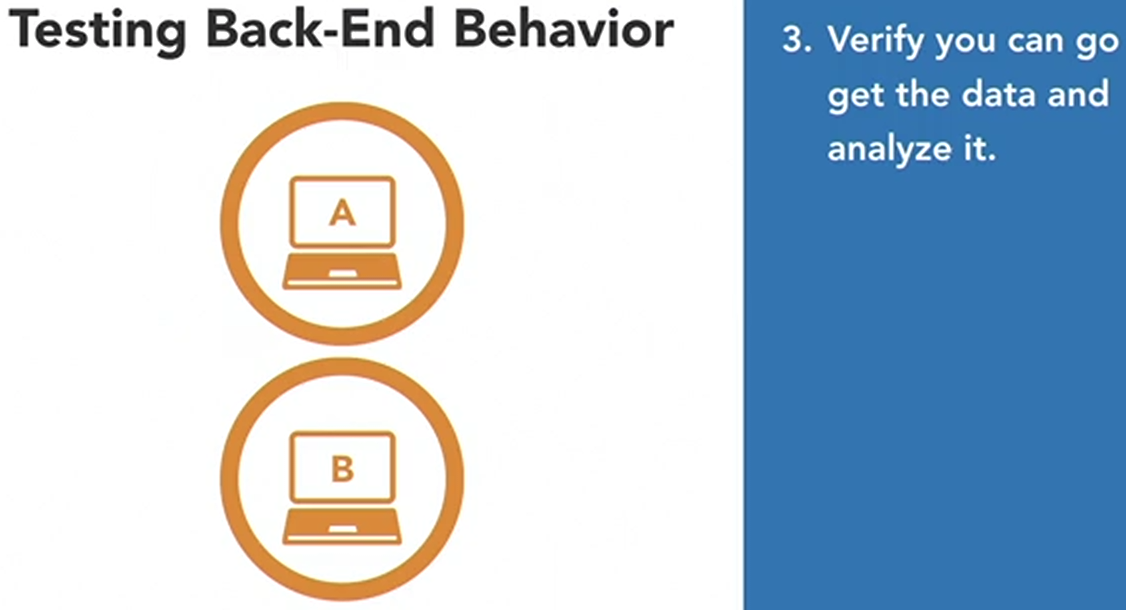 Testing Back-End Behavior
A
B
3. Verify you can go
get the data and
analyze it.